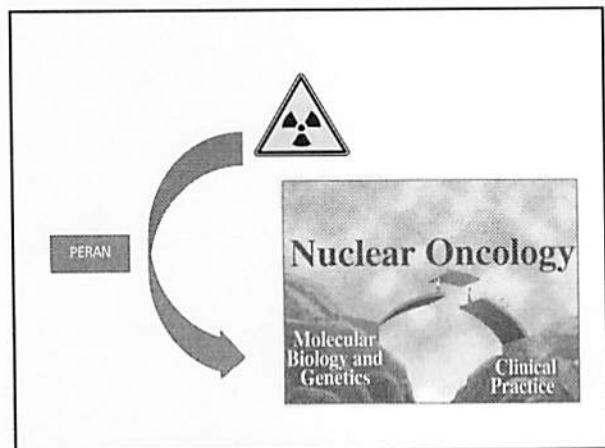 PERAN
Nuclear Oncology
Molecular
Biology and
Genetics
Clinical
Practice